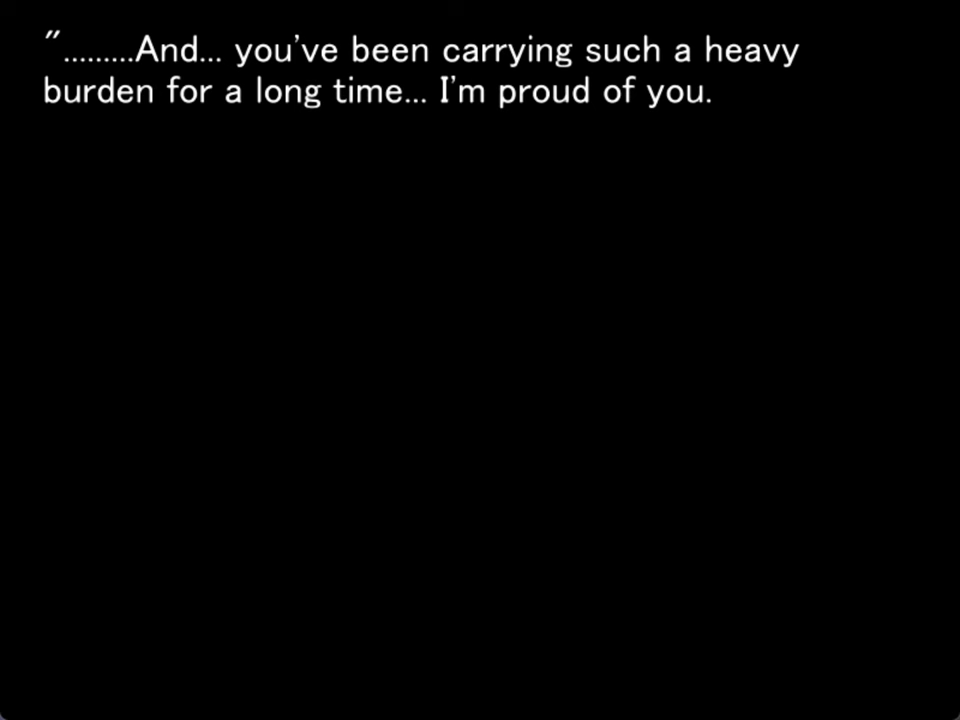 ".........And... you've been carrying such a heavy
burden for a long time... I'm proud of you.